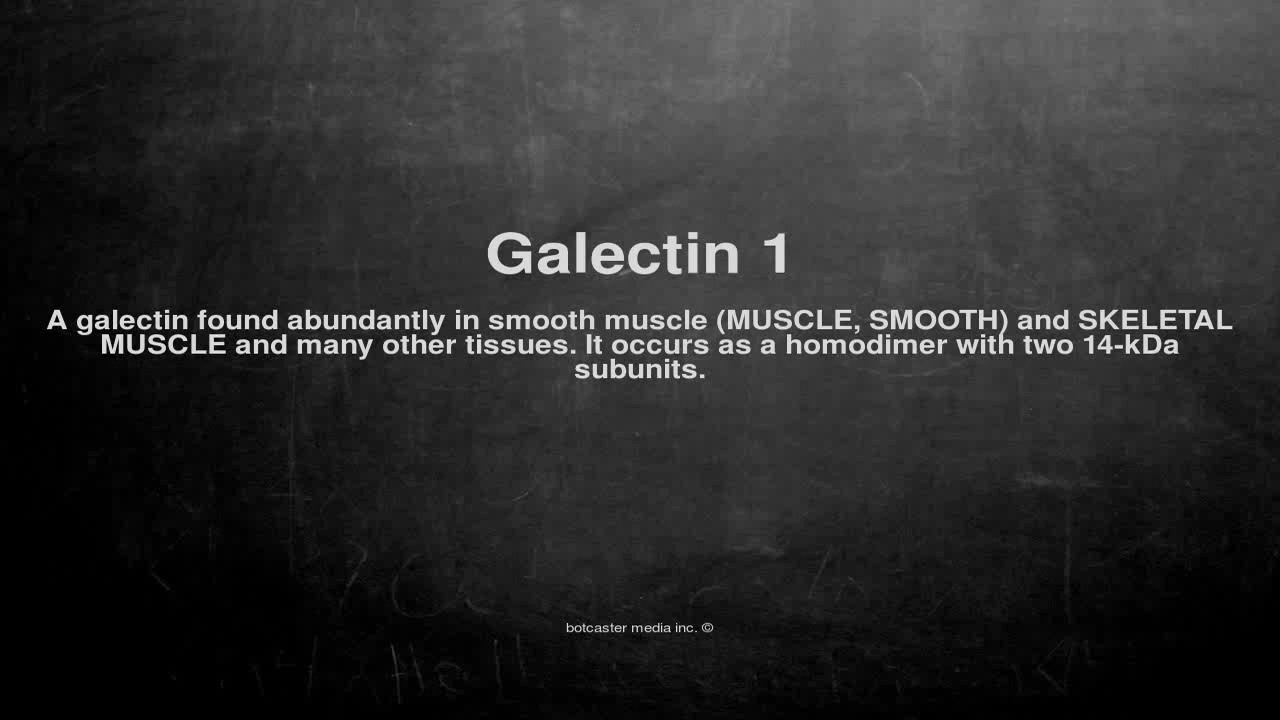 Galectin 1
A galectin found abundantly in smooth muscle (MUSCLE, SMOOTH) and SKELETAL
MUSCLE and many other tissues. It occurs as a homodimer with two 14-kDa
subunits.
botcaster media inc. ©